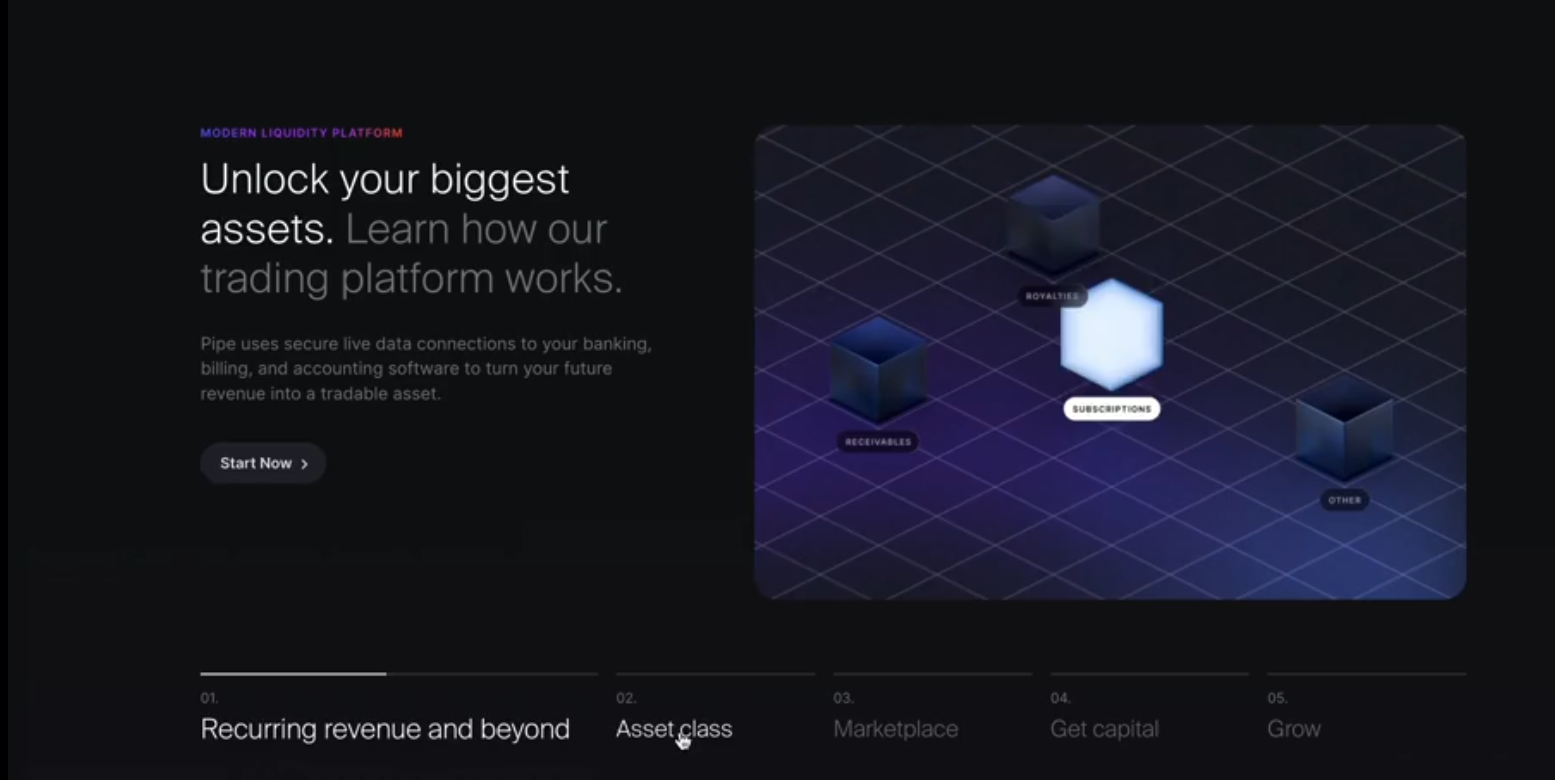 MODERN LIQUIDITY PLATFORM
Unlock your biggest
assets. Learn how our
trading platform works.
Pipe uses secure live data connections to your banking,
billing, and accounting software to turn your future
revenue into a tradable asset.
Start Now
ROYALTIES
SUBSCRIPTIONS
RECEIVABLES
OTHER
01.
Recurring revenue and beyond
02.
Asset class
03.
Marketplace
04.
Get capital
05.
Grow